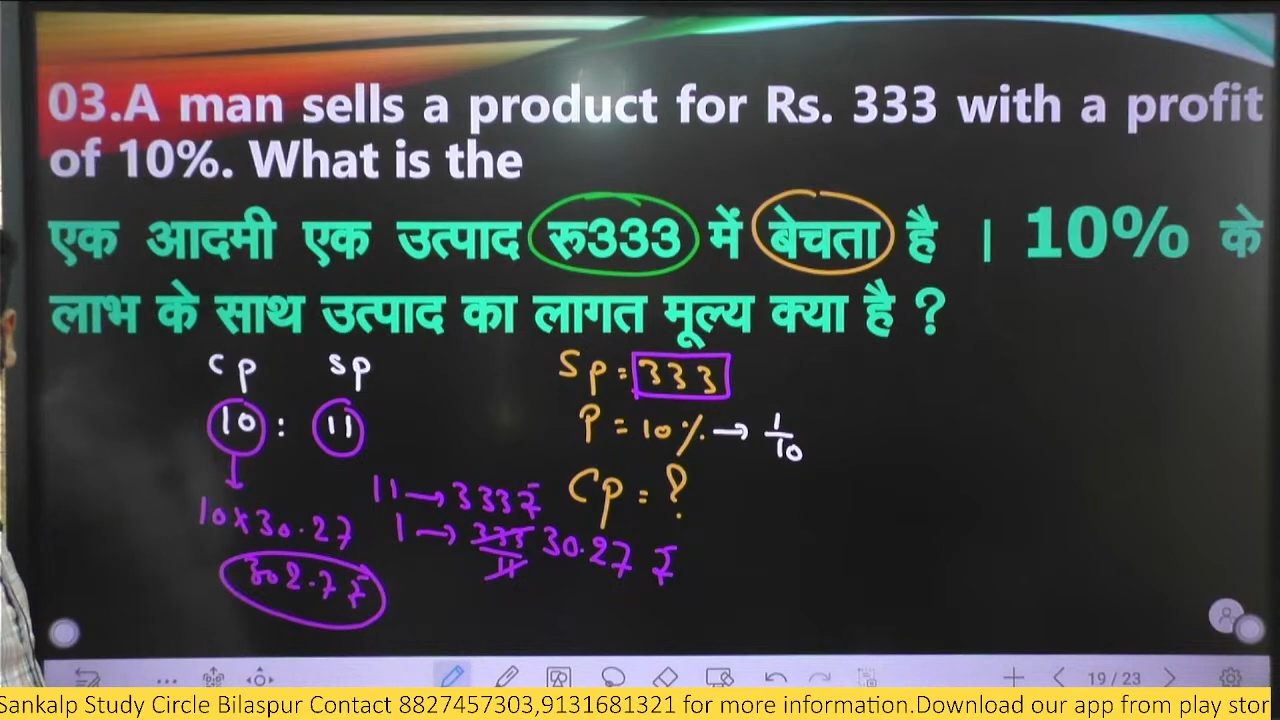 03.A man sells a product for Rs. 333 with a profit
of 10%. What is the
एक आदमी एक उत्पाद रू333 में बेचता है । 10% के
लाभ के साथ उत्पाद का लागत मूल्य क्या है ?
CP SP
10 : 11
10×30.27
302.7₹
11→333₹
1→333/11 30.27 ₹
SP=333
P=10%→1/10
CP=?
19 / 23
Sankalp Study Circle Bilaspur Contact 8827457303,9131681321 for more information.Download our app from play stor